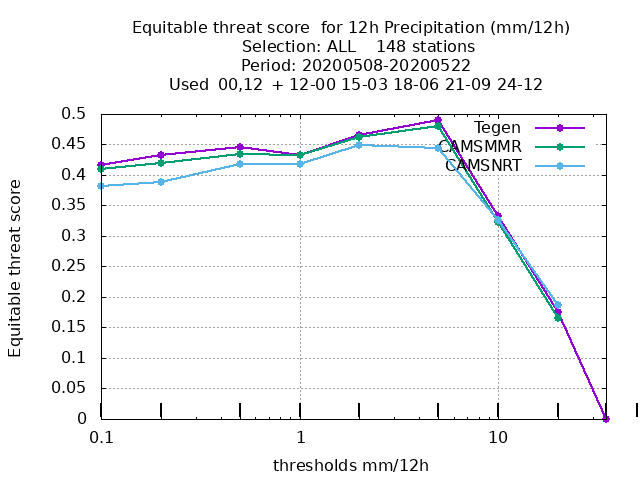 Equitable threat score  for 12h Precipitation (mm/12h)
Selection: ALL    148 stations
Period: 20200508-20200522
Used  00,12  + 12-00 15-03 18-06 21-09 24-12
Equitable threat score
0.5
0.45
0.4
0.35
0.3
0.25
0.2
0.15
0.1
0.05
0
Tegen
CAMSMMR
CAMSNRT
0.1
1
10
thresholds mm/12h